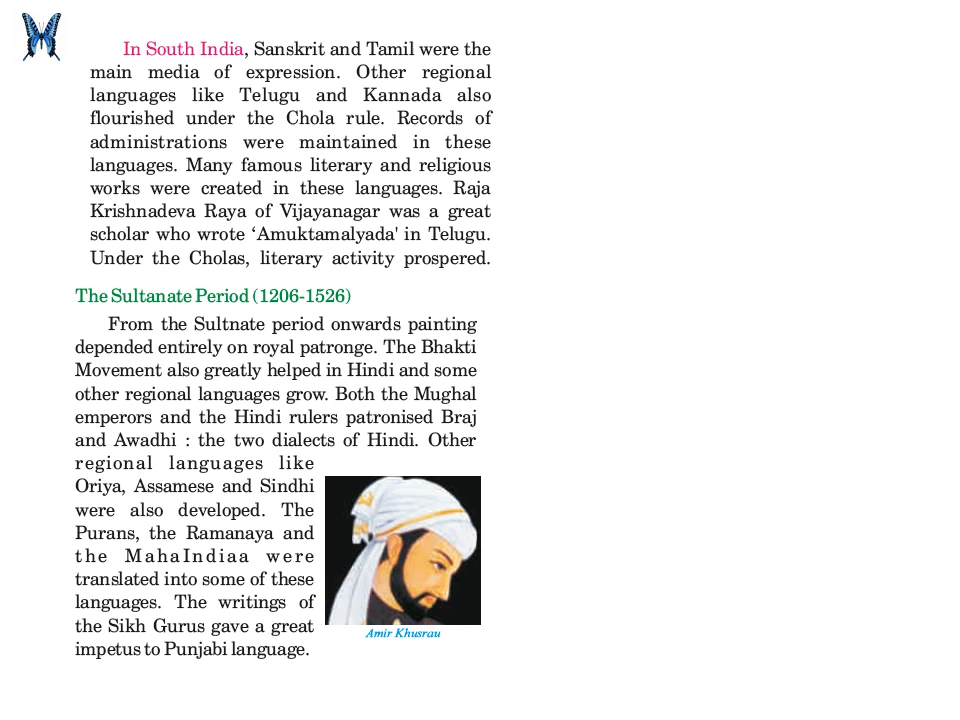 In South India, Sanskrit and Tamil were the
main media of expression. Other regional
languages like Telugu and Kannada also
flourished under the Chola rule. Records of
administrations were maintained in these
languages. Many famous literary and religious
works were created in these languages. Raja
Krishnadeva Raya of Vijayanagar was a great
scholar who wrote ‘Amuktamalyada' in Telugu.
Under the Cholas, literary activity prospered.
The Sultanate Period (1206-1526)
From the Sultnate period onwards painting
depended entirely on royal patronge. The Bhakti
Movement also greatly helped in Hindi and some
other regional languages grow. Both the Mughal
emperors and the Hindi rulers patronised Braj
and Awadhi : the two dialects of Hindi. Other
regional languages like
Oriya, Assamese and Sindhi
were also developed. The
Purans, the Ramanaya and
the MahaIndiaa were
translated into some of these
languages. The writings of
the Sikh Gurus gave a great
impetus to Punjabi language.
Amir Khusrau